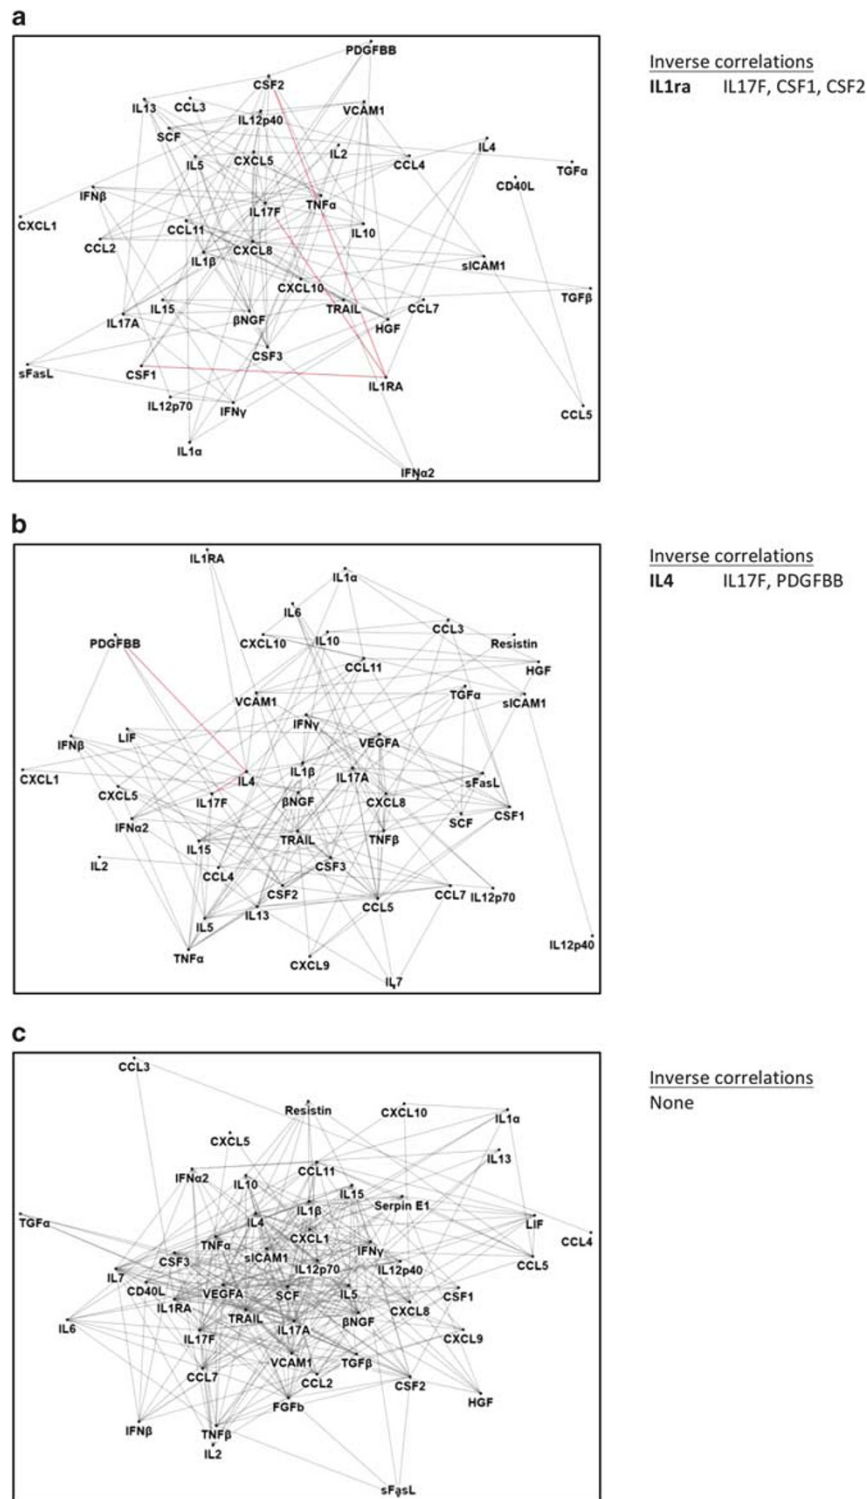 a
PDGFBB
CSF2
IL13 CCL3
VCAM1
IL12p40
SCF
IL4
IL5 CXCL5 IL2
CCL4
TGFα
CD40L
IFNβ
TNFα
IL17F
CXCL1
CCL11 IL10
CCL2
CXCL8
IL1β
sICAM1
CXCL10
TGFβ
IL15 TRAIL CCL7
IL17A βNGF
HGF
CSF3
sFasL CSF1
IL1RA
IL12p70 IFNγ
CCL5
IL1α
IFNα2
Inverse correlations
IL1ra IL17F, CSF1, CSF2
b
IL1RA
IL1α
IL6
CCL3
PDGFBB CXCL10 IL10 Resistin
CCL11 HGF
TGFα
VCAM1 sICAM1
IFNγ
LIF
IFNβ VEGFA
IL1β
CXCL1 IL4 IL17A sFasL
CXCL5
IL17F βNGF CXCL8
CSF1
IFNα2 SCF
TRAIL TNFβ
IL15
IL2 CSF3
CCL4
CSF2 CCL7 IL12p70
CCL5
IL13
IL5
IL12p40
TNFα CXCL9
IL7
Inverse correlations
IL4 IL17F, PDGFBB
c
CCL3
Resistin CXCL10
IL1α
CXCL5
IL13
CCL11
IFNα2 IL10
IL15
IL1β Serpin E1
TGFα IL4 LIF
CXCL1 CCL4
TNFα IFNγ
sICAM1
CSF3 IL12p70 IL12p40 CCL5
IL7
CD40L VEGFA SCF IL5 CSF1
IL1RA CXCL8
TRAIL βNGF
IL6 IL17F IL17A CXCL9
VCAM1 TGFβ
CCL7 CCL2 CSF2
FGFb HGF
IFNβ TNFβ
IL2
sFasL
Inverse correlations
None